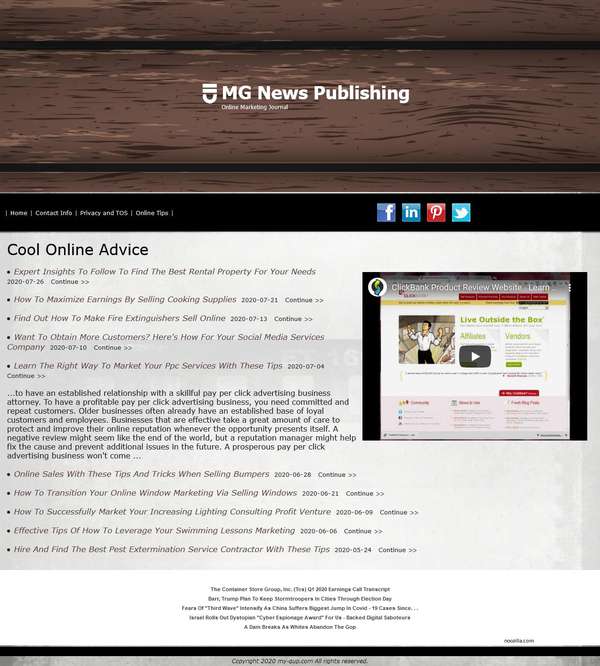 MG News Publishing
Online Marketing Journal
| Home | Contact Info | Privacy and TOS | Online Tips |
Cool Online Advice
Expert Insights To Follow To Find The Best Rental Property For Your Needs
2020-07-26 Continue >>
How To Maximize Earnings By Selling Cooking Supplies 2020-07-21 Continue >>
Find Out How To Make Fire Extinguishers Sell Online 2020-07-13 Continue >>
Want To Obtain More Customers? Here's How For Your Social Media Services
Company 2020-07-10 Continue >>
Learn The Right Way To Market Your Ppc Services With These Tips 2020-07-04
Continue >>
...to have an established relationship with a skillful pay per click advertising business
attorney. To have a profitable pay per click advertising business, you need committed and
repeat customers. Older businesses often already have an established base of loyal
customers and employees. Businesses that are effective take a great amount of care to
protect and improve their online reputation whenever the opportunity presents itself. A
negative review might seem like the end of the world, but a reputation manager might help
fix the cause and prevent additional issues in the future. A prosperous pay per click
advertising business won't come ...
Online Sales With These Tips And Tricks When Selling Bumpers 2020-06-28 Continue >>
How To Transition Your Online Window Marketing Via Selling Windows 2020-06-21 Continue >>
How To Successfully Market Your Increasing Lighting Consulting Profit Venture 2020-06-09 Continue >>
Effective Tips Of How To Leverage Your Swimming Lessons Marketing 2020-06-06 Continue >>
Hire And Find The Best Pest Extermination Service Contractor With These Tips 2020-05-24 Continue >>
ClickBank Product Review Website - Learn
Live Outside the Box
Affiliates
Vendors
Community
The Container Store Group, Inc. (Tcs) Q1 2020 Earnings Call Transcript
Barr, Trump Plan To Keep Stormtroopers In Cities Through Election Day
Fears Of "Third Wave" Intensify As China Suffers Biggest Jump In Covid - 19 Cases Since. . .
Israel Rolls Out Dystopian "Cyber Espionage Award" For Us - Backed Digital Saboteurs
A Dam Breaks As Whites Abandon The Gop
noozilla.com
Copyright 2020 my-qup.com All rights reserved.